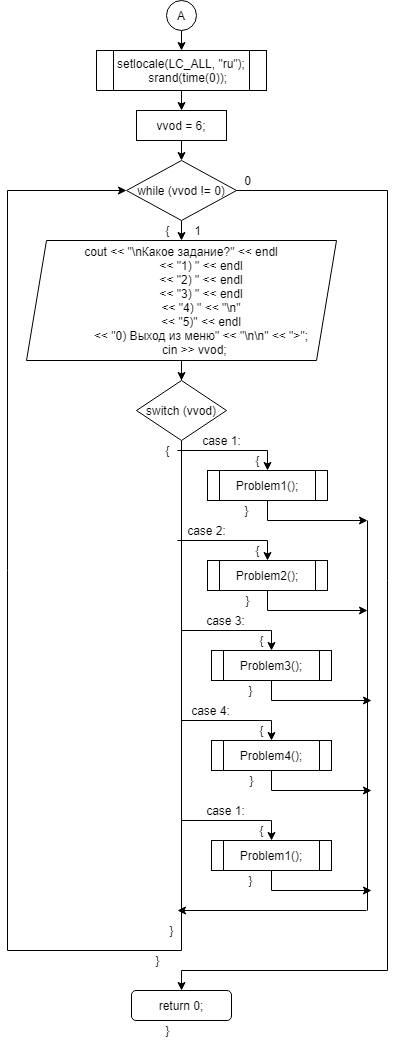 A
setlocale(LC_ALL, "ru");
srand(time(0));
vvod = 6;
while (vvod != 0)
0
{ 1
cout << "\nКакое задание?" << endl
<< "1) " << endl
<< "2) " << endl
<< "3) " << endl
<< "4) " << "\n"
<< "5)" << endl
<< "0) Выход из меню" << "\n\n" << ">";
cin >> vvod;
switch (vvod)
{
case 1:
{
Problem1();
}
case 2:
{
Problem2();
}
case 3:
{
Problem3();
}
case 4:
{
Problem4();
}
case 1:
{
Problem1();
}
}
}
return 0;
}